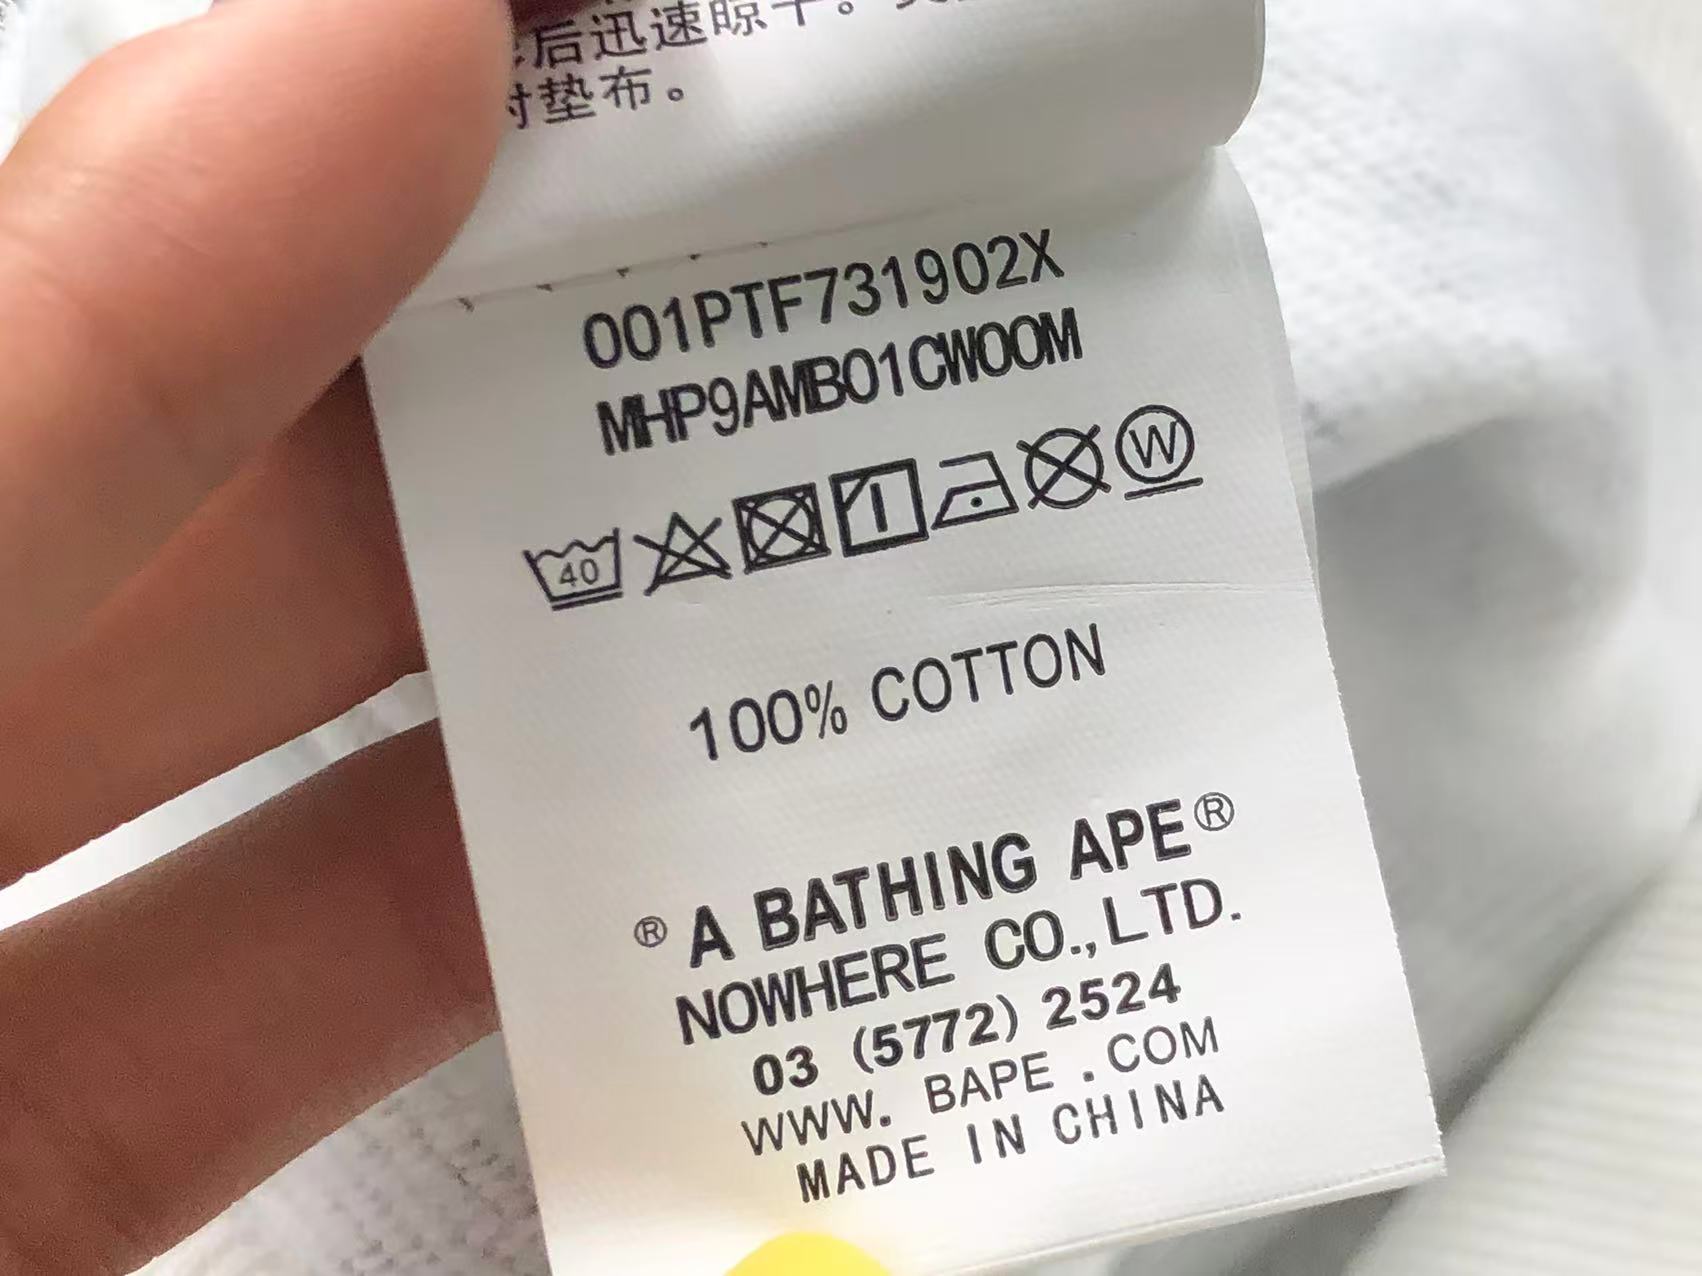 后迅速晾干。
时垫布。
001PTF731902X
MHP9AMB01CW00M
40
W
100% COTTON
® A BATHING APE®
NOWHERE CO.,LTD.
03 (5772) 2524
WWW. BAPE .COM
MADE IN CHINA